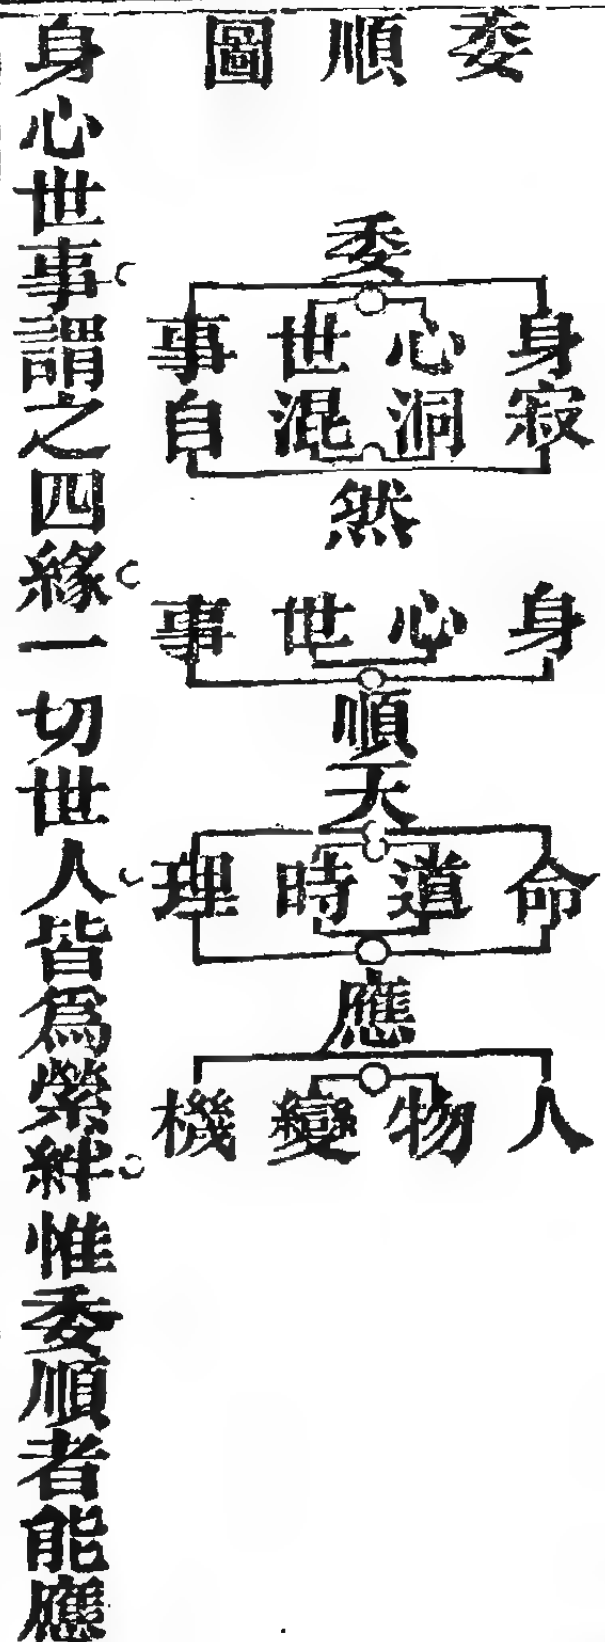 委順圖
委
身心世事
寂洞混自
然
身心世事
順
天
命道時理
應
人物變機
身心世事謂之四緣一切世人皆為縈絆惟委順者能應